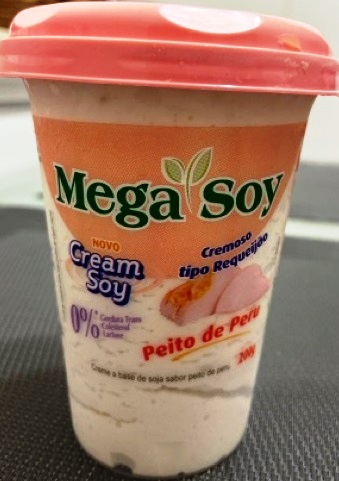 Mega Soy
NOVO
Cream
Soy
Cremoso
tipo Requeijão
0%
Gordura Trans
Colesterol
Lactose
Peito de Peru
200g
Creme a base de soja sabor peito de peru